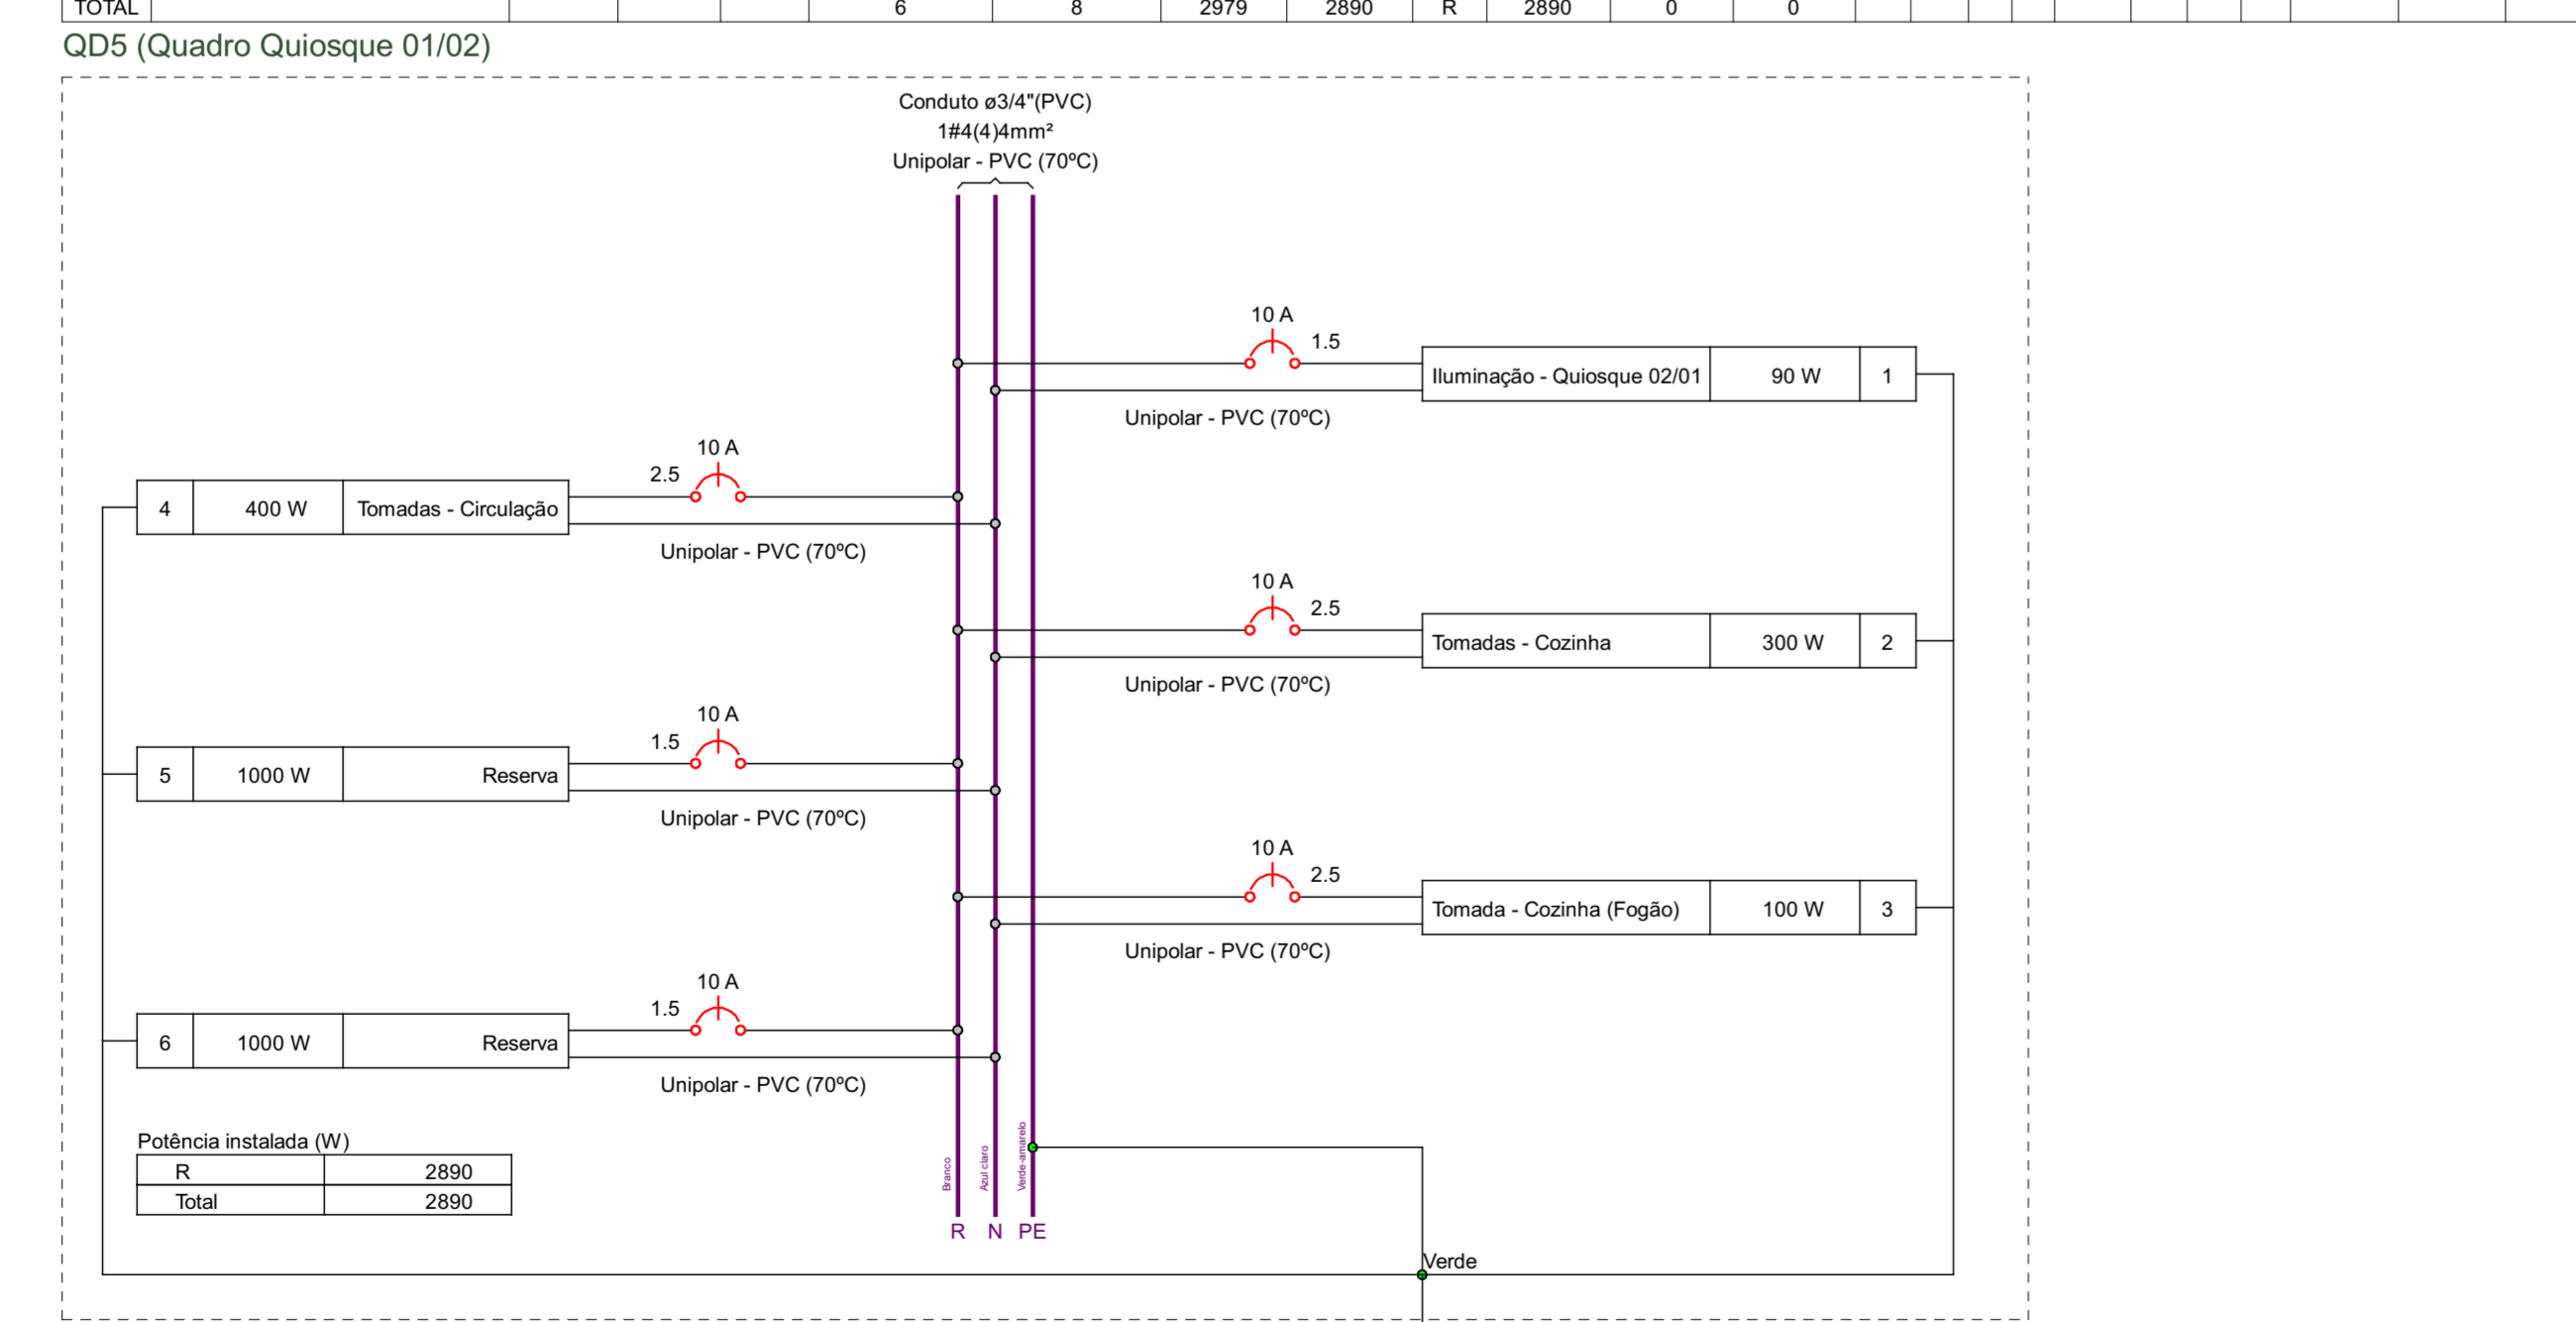 TOTAL 6 8 2979 2890 R 2890 0 0
QD5 (Quadro Quiosque 01/02)
Conduto ø3/4"(PVC)
1#4(4)4mm²
Unipolar - PVC (70ºC)
10 A
1.5
Iluminação - Quiosque 02/01 90 W 1
Unipolar - PVC (70ºC)
10 A
2.5
4 400 W Tomadas - Circulação
Unipolar - PVC (70ºC)
10 A
2.5
Tomadas - Cozinha 300 W 2
Unipolar - PVC (70ºC)
10 A
1.5
5 1000 W Reserva
Unipolar - PVC (70ºC)
10 A
2.5
Tomada - Cozinha (Fogão) 100 W 3
Unipolar - PVC (70ºC)
10 A
1.5
6 1000 W Reserva
Unipolar - PVC (70ºC)
Potência instalada (W)
R 2890
Total 2890
Branco
Azul claro
Verde-amarelo
R N PE
Verde